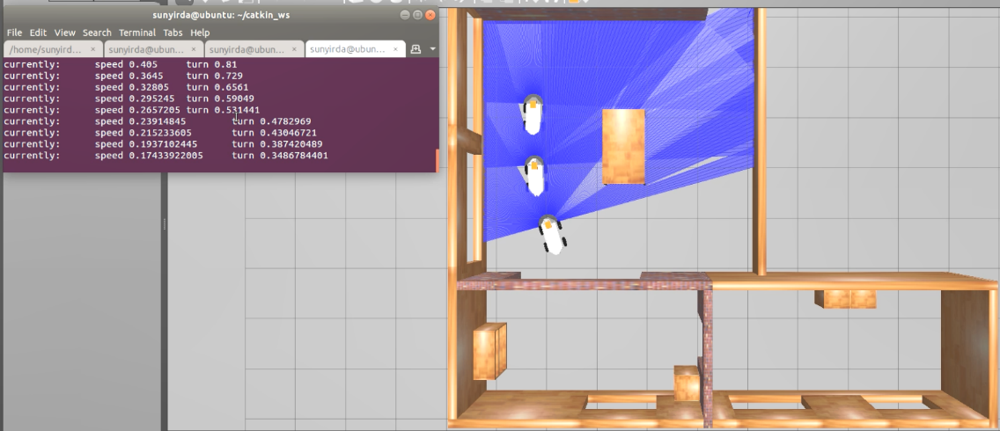 sunyirda@ubuntu: ~/catkin_ws
File Edit View Search Terminal Tabs Help
/home/sunyird... × sunyirda@ubun... × sunyirda@ubun... × sunyirda@ubun... ×
currently: speed 0.405 turn 0.81
currently: speed 0.3645 turn 0.729
currently: speed 0.32805 turn 0.6561
currently: speed 0.295245 turn 0.59049
currently: speed 0.2657205 turn 0.531441
currently: speed 0.23914845 turn 0.4782969
currently: speed 0.215233605 turn 0.43046721
currently: speed 0.1937102445 turn 0.387420489
currently: speed 0.17433922005 turn 0.3486784401